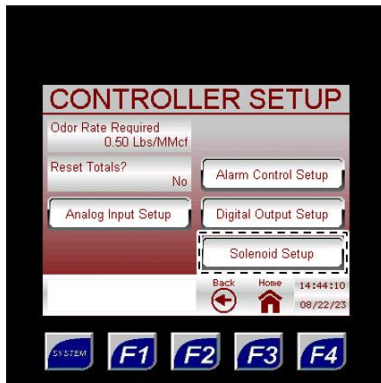 CONTROLLER SETUP
Odor Rate Required
0.50 Lbs/MMcf
Reset Totals?
No
Alarm Control Setup
Analog Input Setup
Digital Output Setup
Solenoid Setup
Back
Home
14:44:10
08/22/23
SYSTEM
F1
F2
F3
F4